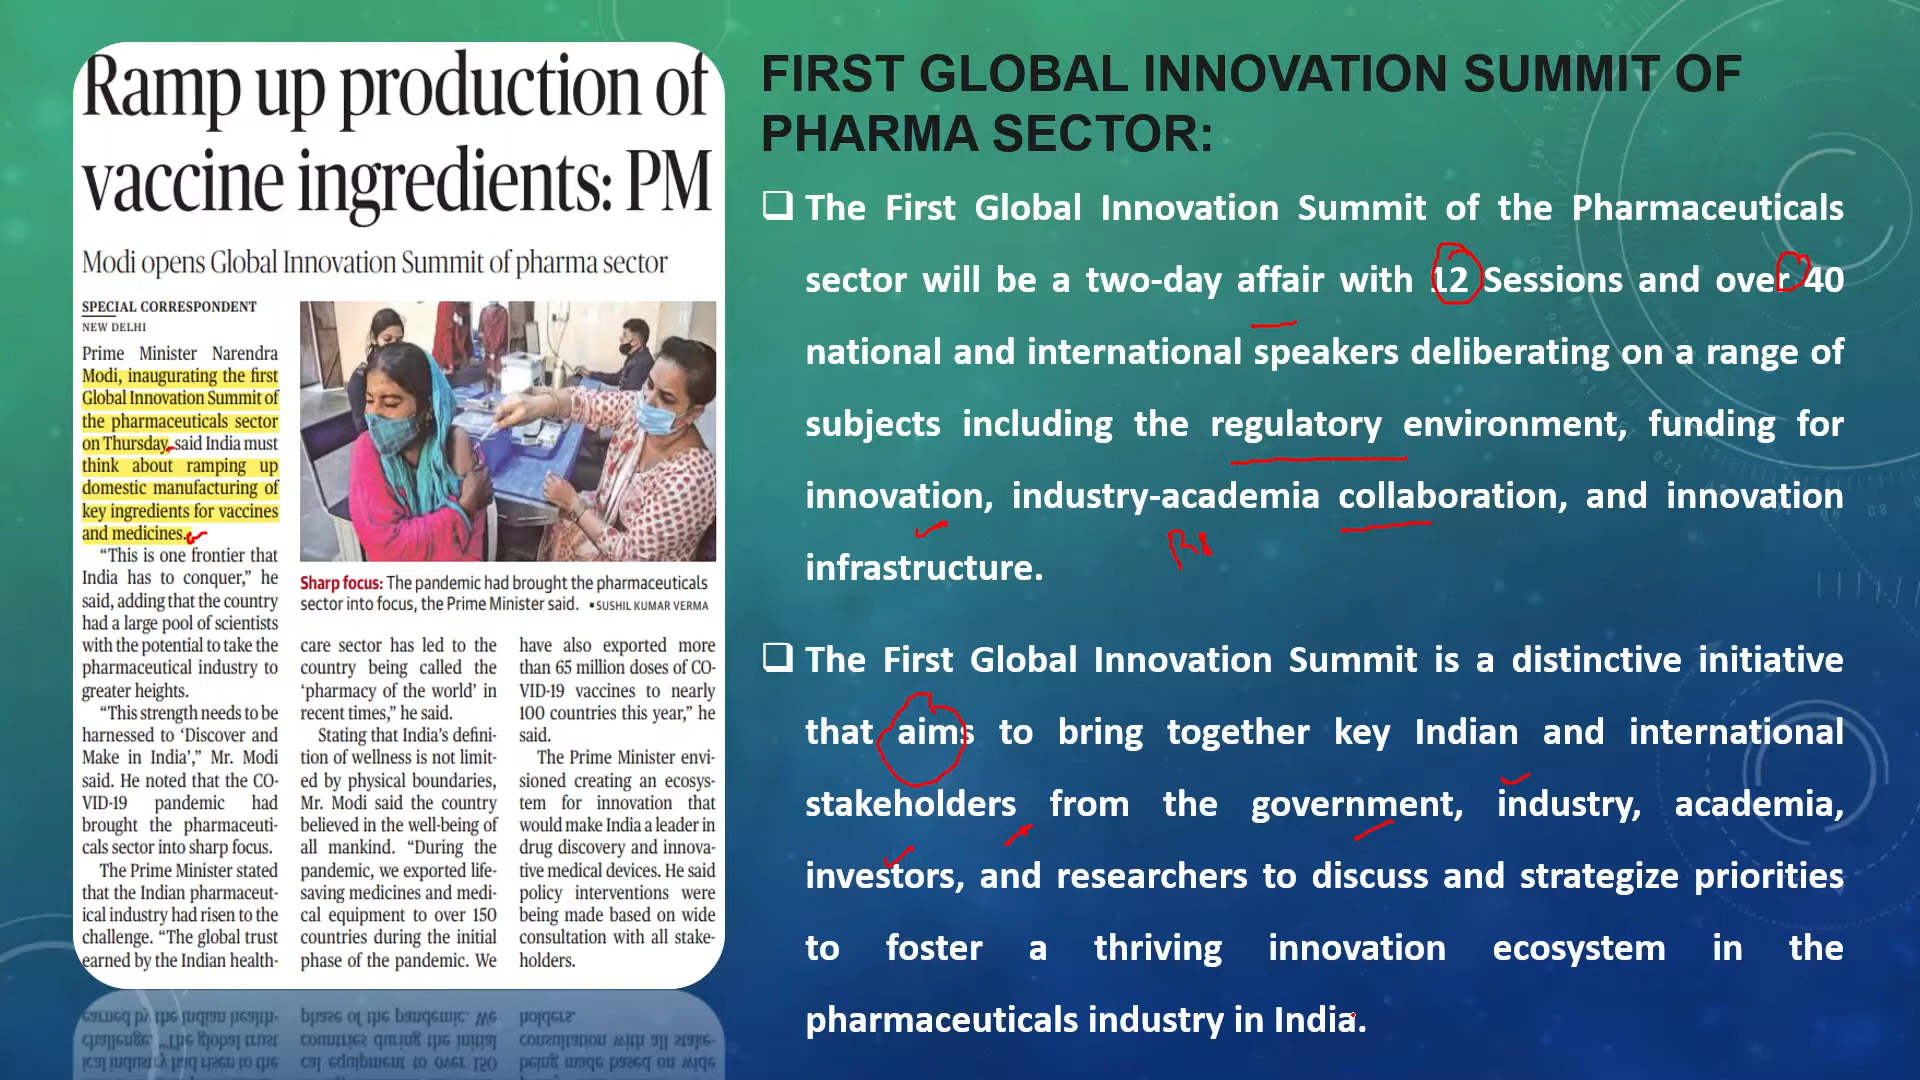 Ramp up production of
vaccine ingredients: PM
Modi opens Global Innovation Summit of pharma sector
SPECIAL CORRESPONDENT
NEW DELHI
Prime Minister Narendra
Modi, inaugurating the first
Global Innovation Summit of
the pharmaceuticals sector
on Thursday, said India must
think about ramping up
domestic manufacturing of
key ingredients for vaccines
and medicines.
“This is one frontier that
India has to conquer,” he
said, adding that the country
had a large pool of scientists
with the potential to take the
pharmaceutical industry to
greater heights.
“This strength needs to be
harnessed to ‘Discover and
Make in India’,” Mr. Modi
said. He noted that the CO-
VID-19 pandemic had
brought the pharmaceuti-
cals sector into sharp focus.
The Prime Minister stated
that the Indian pharmaceut-
ical industry had risen to the
challenge. “The global trust
earned by the Indian health-
Sharp focus: The pandemic had brought the pharmaceuticals
sector into focus, the Prime Minister said. ▪SUSHIL KUMAR VERMA
care sector has led to the
country being called the
‘pharmacy of the world’ in
recent times,” he said.
Stating that India’s defini-
tion of wellness is not limit-
ed by physical boundaries,
Mr. Modi said the country
believed in the well-being of
all mankind. “During the
pandemic, we exported life-
saving medicines and medi-
cal equipment to over 150
countries during the initial
phase of the pandemic. We
have also exported more
than 65 million doses of CO-
VID-19 vaccines to nearly
100 countries this year,” he
said.
The Prime Minister envi-
sioned creating an ecosys-
tem for innovation that
would make India a leader in
drug discovery and innova-
tive medical devices. He said
policy interventions were
being made based on wide
consultation with all stake-
holders.
FIRST GLOBAL INNOVATION SUMMIT OF
PHARMA SECTOR:
❑ The First Global Innovation Summit of the Pharmaceuticals
sector will be a two-day affair with 12 Sessions and over 40
national and international speakers deliberating on a range of
subjects including the regulatory environment, funding for
innovation, industry-academia collaboration, and innovation
infrastructure.
❑ The First Global Innovation Summit is a distinctive initiative
that aims to bring together key Indian and international
stakeholders from the government, industry, academia,
investors, and researchers to discuss and strategize priorities
to foster a thriving innovation ecosystem in the
pharmaceuticals industry in India.